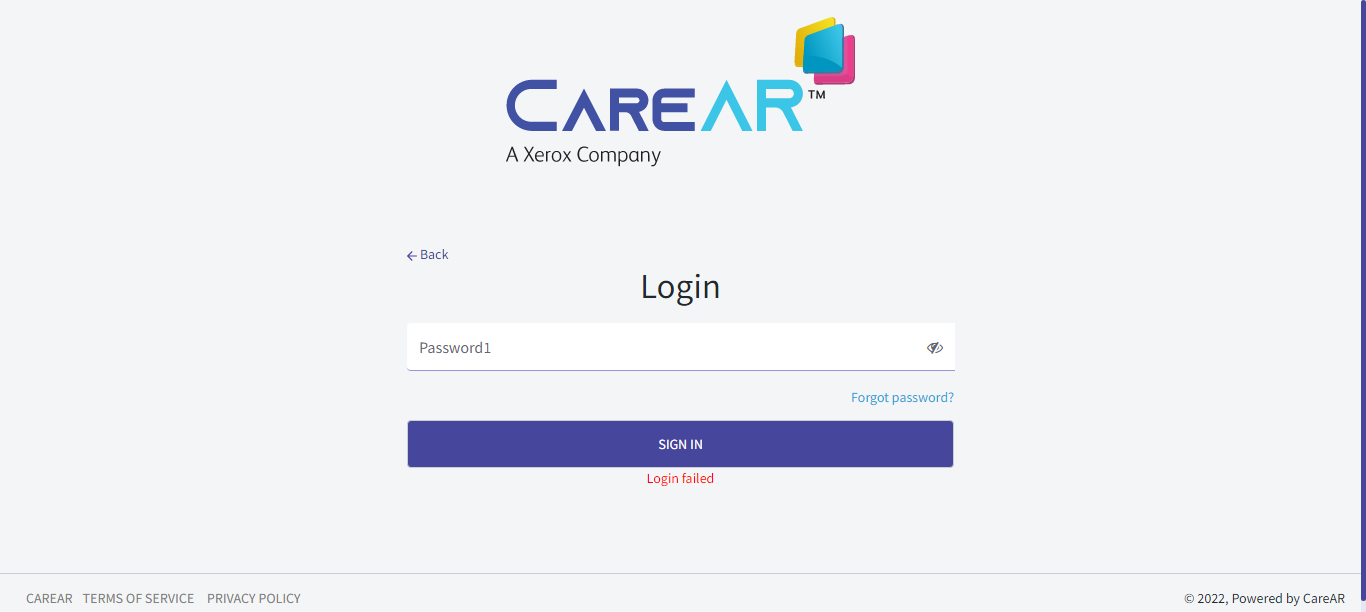 CAREAR™
A Xerox Company
Back
Login
Password1
Forgot password?
SIGN IN
Login failed
CAREAR TERMS OF SERVICE PRIVACY POLICY © 2022, Powered by CareAR